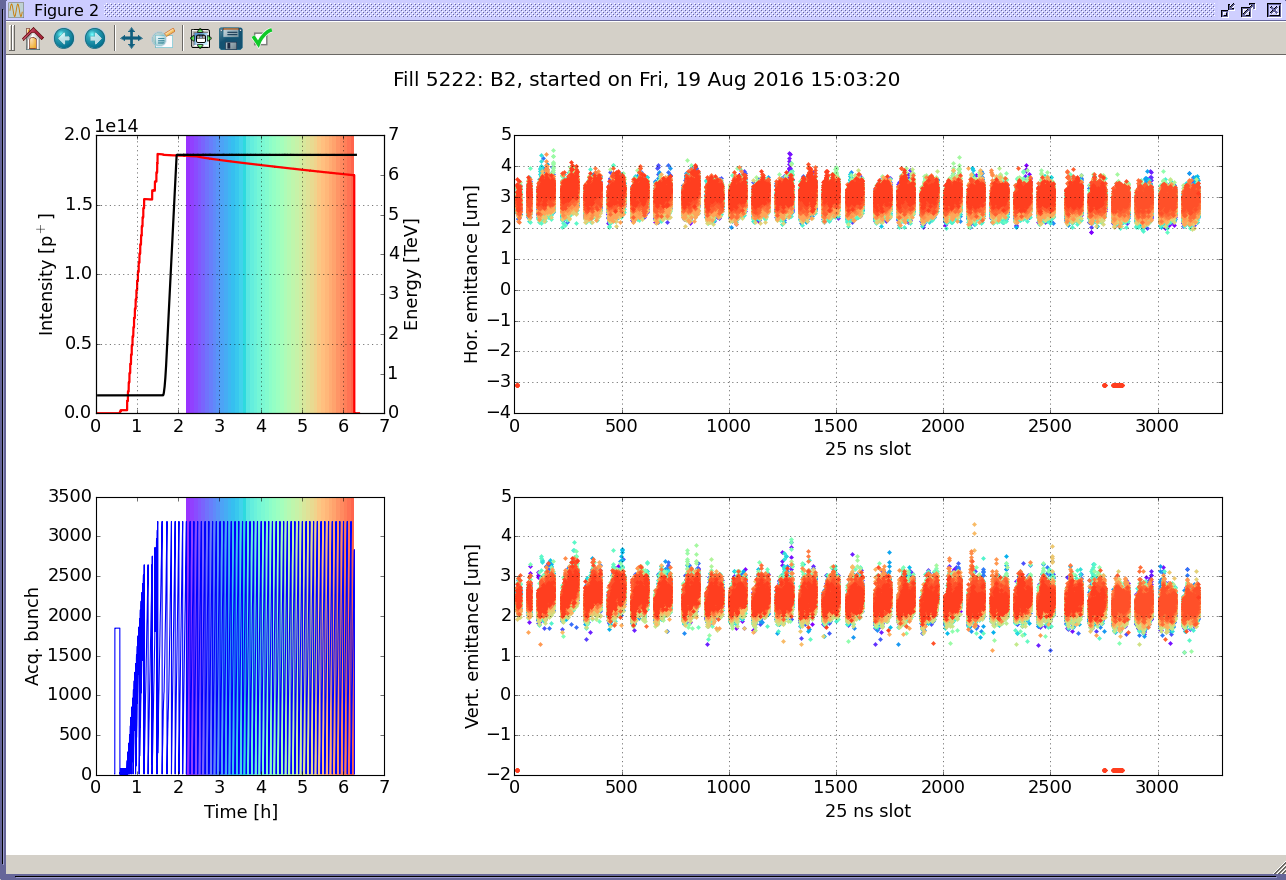 Figure 2
Fill 5222: B2, started on Fri, 19 Aug 2016 15:03:20
1e14
2.0
1.5
1.0
0.5
0.0
Intensity [p⁺]
7
6
5
4
3
2
1
0
Energy [TeV]
0 1 2 3 4 5 6 7
5
4
3
2
1
0
−1
−2
−3
−4
Hor. emittance [um]
0 500 1000 1500 2000 2500 3000
25 ns slot
3500
3000
2500
2000
1500
1000
500
0
Acq. bunch
0 1 2 3 4 5 6 7
Time [h]
5
4
3
2
1
0
−1
−2
Vert. emittance [um]
0 500 1000 1500 2000 2500 3000
25 ns slot